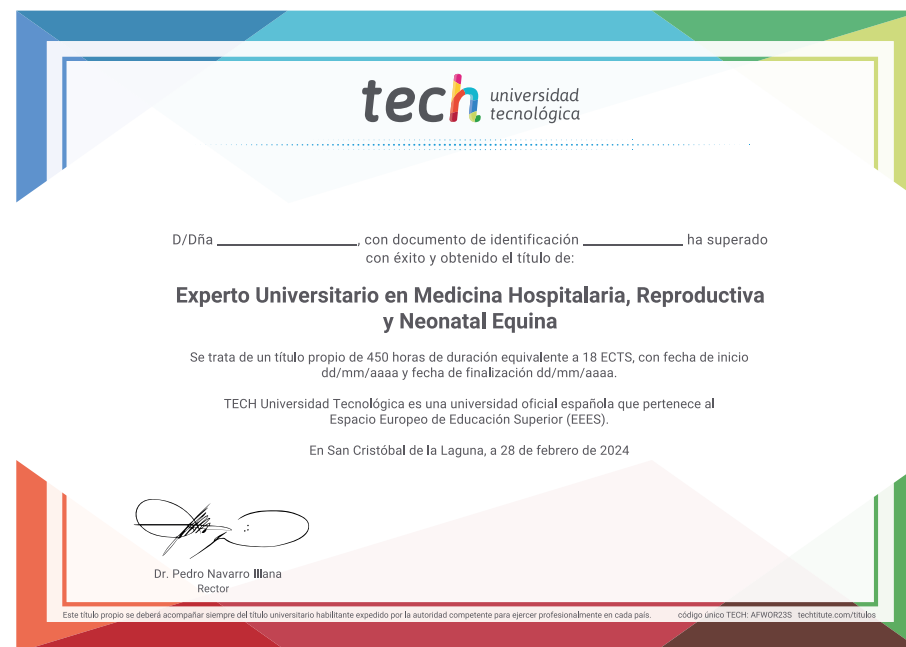 tech universidad
tecnológica
D/Dña , con documento de identificación ha superado
con éxito y obtenido el título de:
Experto Universitario en Medicina Hospitalaria, Reproductiva
y Neonatal Equina
Se trata de un título propio de 450 horas de duración equivalente a 18 ECTS, con fecha de inicio
dd/mm/aaaa y fecha de finalización dd/mm/aaaa.
TECH Universidad Tecnológica es una universidad oficial española que pertenece al
Espacio Europeo de Educación Superior (EEES).
En San Cristóbal de la Laguna, a 28 de febrero de 2024
Dr. Pedro Navarro Illana
Rector
Este título propio se deberá acompañar siempre del título universitario habilitante expedido por la autoridad competente para ejercer profesionalmente en cada país. código único TECH: AFWOR23S techtitute.com/titulos